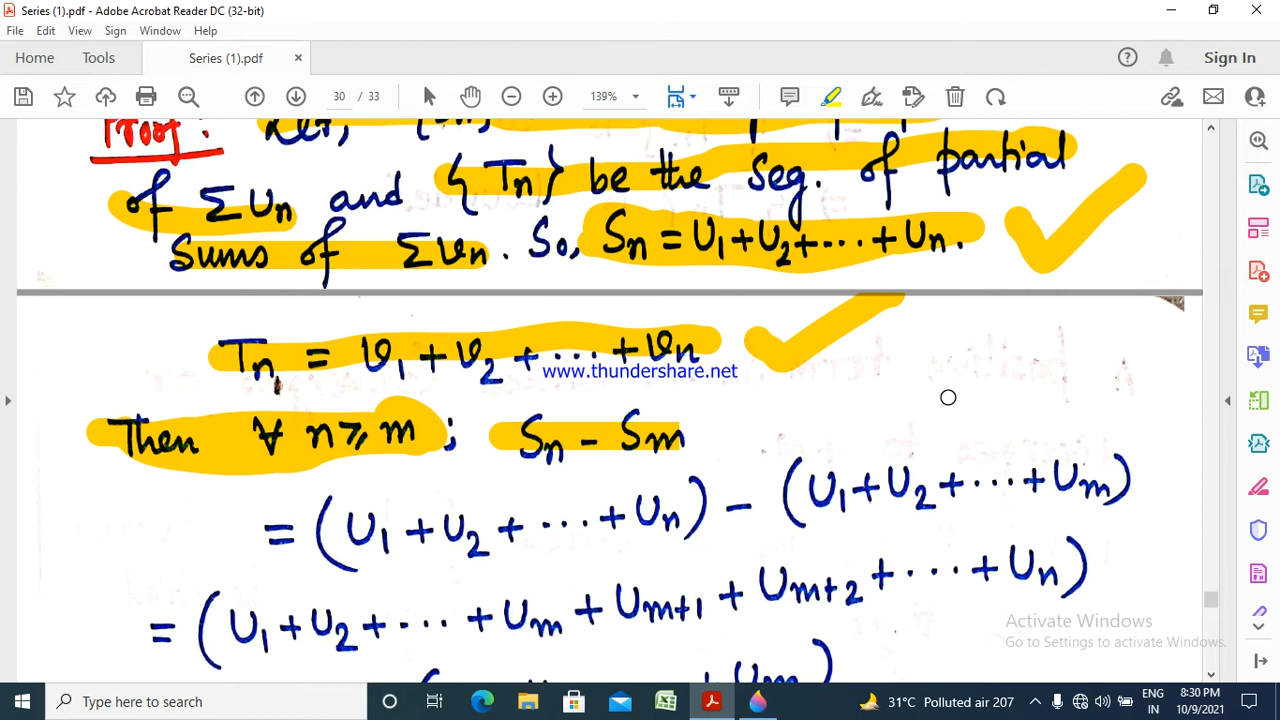 Series (1).pdf - Adobe Acrobat Reader DC (32-bit)
File Edit View Sign Window Help
Home Tools Series (1).pdf × Sign In
30 / 33 139%
Proof: Let,
of ΣUn and {Tn} be the seq. of partial
sums of Σvn. So, Sn = U1+U2+...+Un.
Tn = v1+v2+...+vn
www.thundershare.net
Then ∀ n≥m; Sn - Sm
= (U1+U2+...+Un) - (U1+U2+...+Um)
= (U1+U2+...+Um+Um+1+Um+2+...+Un)
Um)
Activate Windows
Go to Settings to activate Windows.
Type here to search
31°C Polluted air 207
ENG
IN
8:30 PM
10/9/2021